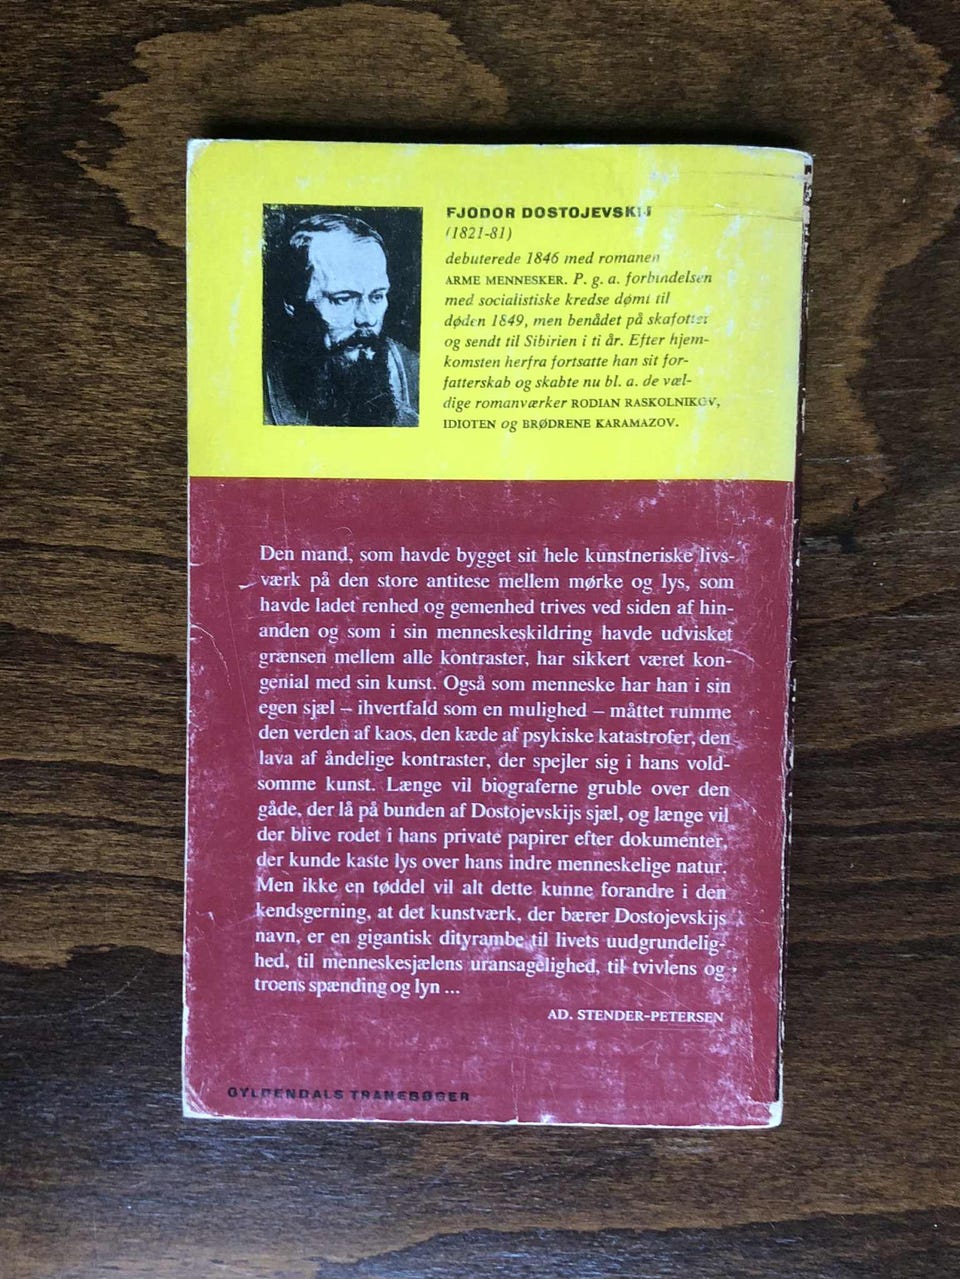 FJODOR DOSTOJEVSKIJ
(1821-81)
debuterede 1846 med romanen
ARME MENNESKER. P. g. a. forbindelsen
med socialistiske kredse dømt til
døden 1849, men benådet på skafottet
og sendt til Sibirien i ti år. Efter hjem-
komsten herfra fortsatte han sit for-
fatterskab og skabte nu bl. a. de væl-
dige romanværker RODIAN RASKOLNIKOV,
IDIOTEN og BRØDRENE KARAMAZOV.
Den mand, som havde bygget sit hele kunstneriske livs-
værk på den store antitese mellem mørke og lys, som
havde ladet renhed og gemenhed trives ved siden af hin-
anden og som i sin menneskeskildring havde udvisket
grænsen mellem alle kontraster, har sikkert været kon-
genial med sin kunst. Også som menneske har han i sin
egen sjæl – ihvertfald som en mulighed – måttet rumme
den verden af kaos, den kæde af psykiske katastrofer, den
lava af åndelige kontraster, der spejler sig i hans vold-
somme kunst. Længe vil biograferne gruble over den
gåde, der lå på bunden af Dostojevskijs sjæl, og længe vil
der blive rodet i hans private papirer efter dokumenter,
der kunde kaste lys over hans indre menneskelige natur.
Men ikke en tøddel vil alt dette kunne forandre i den
kendsgerning, at det kunstværk, der bærer Dostojevskijs
navn, er en gigantisk dityrambe til livets uudgrundelig-
hed, til menneskesjælens uransagelighed, til tvivlens og
troens spænding og lyn ...
AD. STENDER-PETERSEN
GYLDENDALS TRANEBØGER